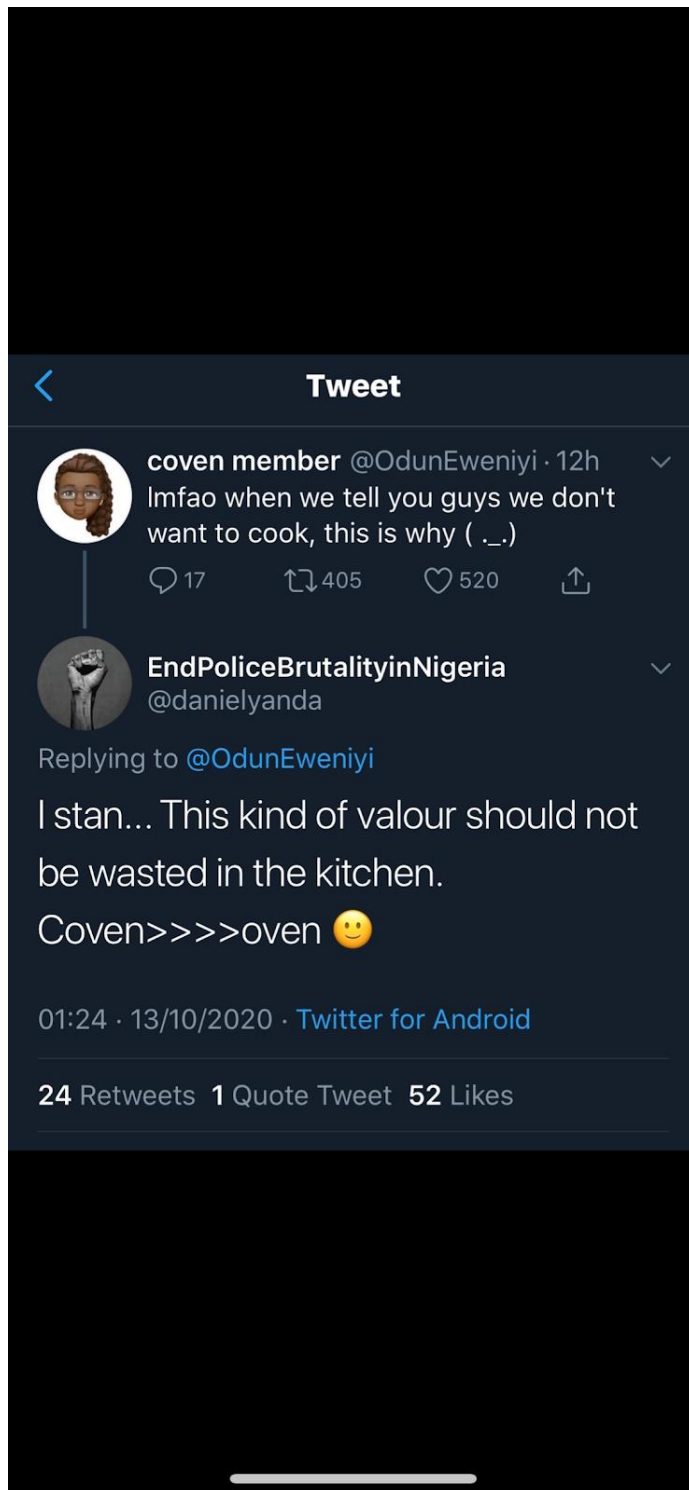 Tweet
coven member @OdunEweniyi · 12h
lmfao when we tell you guys we don't
want to cook, this is why ( ._.)
17 405 520
EndPoliceBrutalityinNigeria
@danielyanda
Replying to @OdunEweniyi
I stan... This kind of valour should not
be wasted in the kitchen.
Coven>>>>oven 🙂
01:24 · 13/10/2020 · Twitter for Android
24 Retweets 1 Quote Tweet 52 Likes